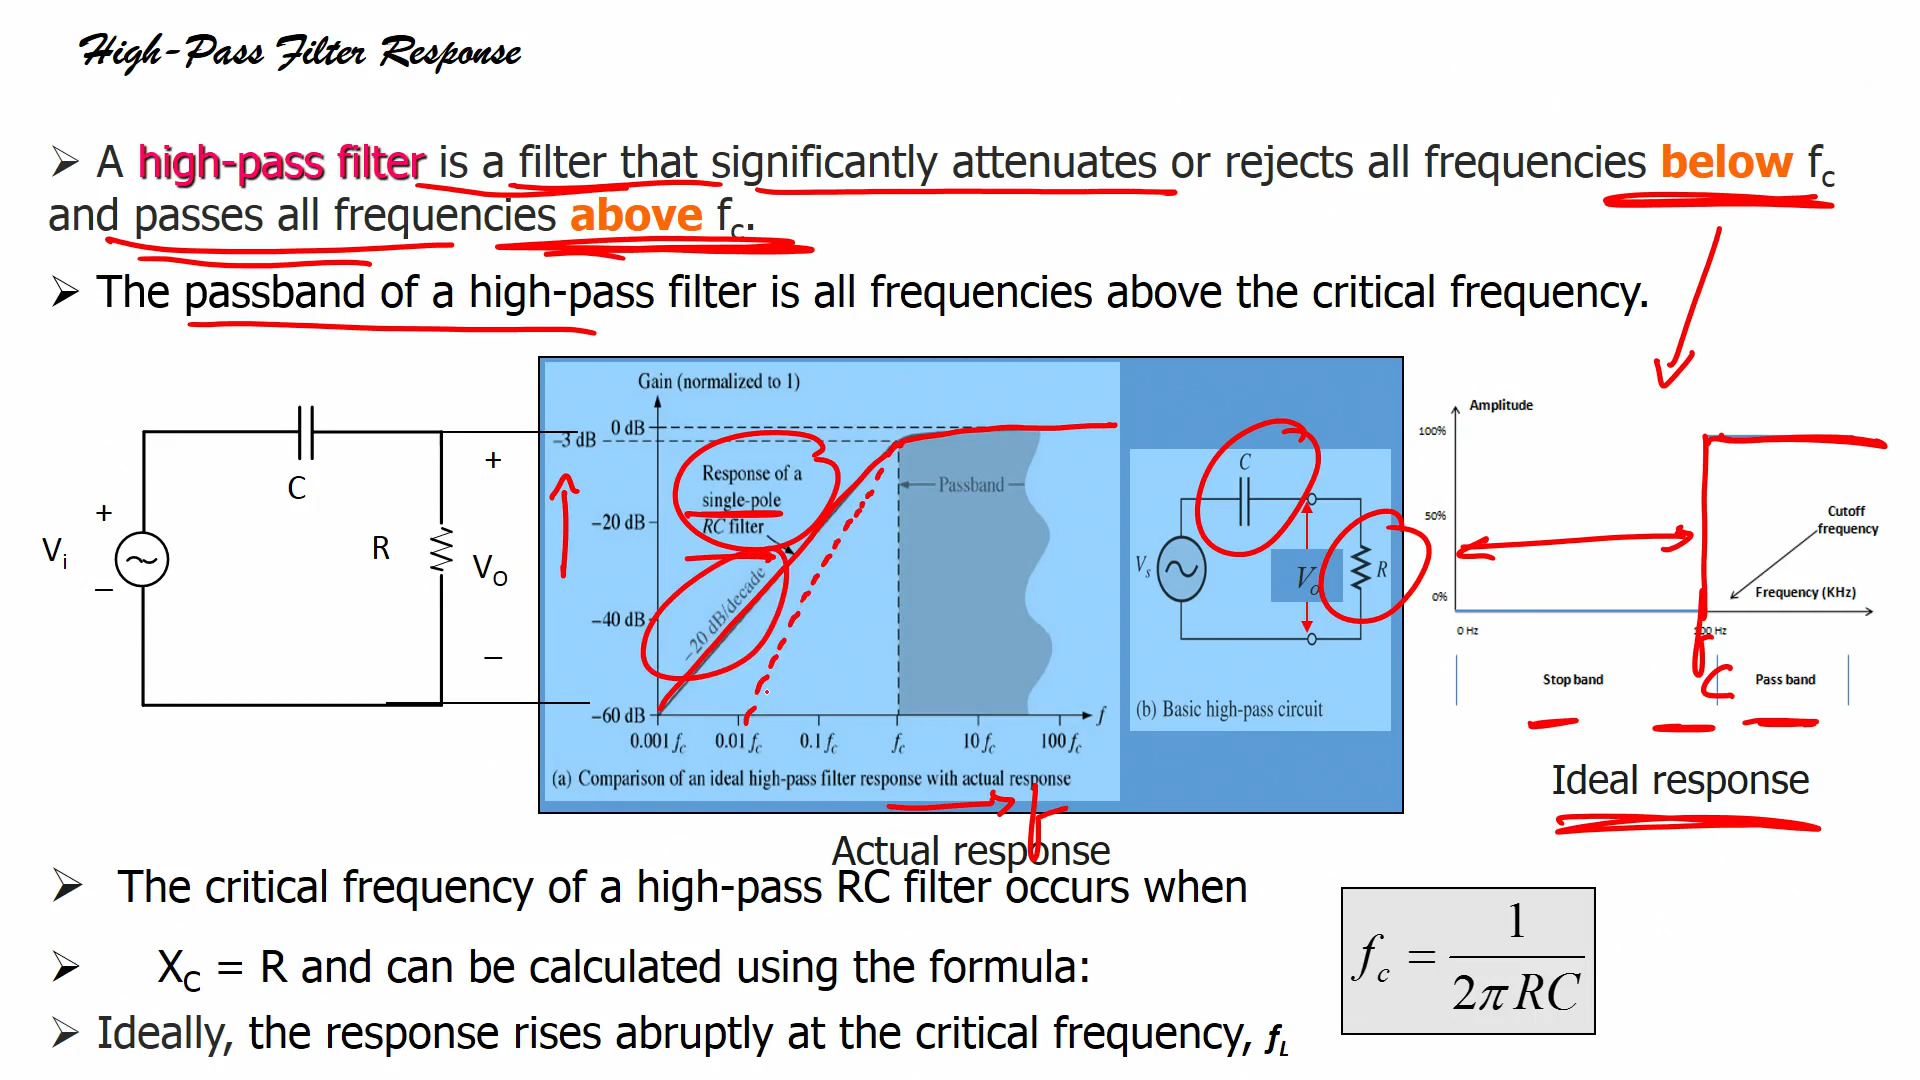 High-Pass Filter Response
➢ A high-pass filter is a filter that significantly attenuates or rejects all frequencies below fc
and passes all frequencies above fc.
➢ The passband of a high-pass filter is all frequencies above the critical frequency.
C
+
Vi
−
R
+
VO
−
Gain (normalized to 1)
0 dB
−3 dB
Response of a
single-pole
RC filter
Passband
−20 dB
−20 dB/decade
−40 dB
−60 dB
f
0.001 fc 0.01 fc 0.1 fc fc 10 fc 100 fc
(a) Comparison of an ideal high-pass filter response with actual response
C
Vs
Vo
R
(b) Basic high-pass circuit
Amplitude
100%
50%
Cutoff
frequency
0%
Frequency (KHz)
0 Hz
Hz
Stop band
Pass band
Ideal response
Actual response
➢ The critical frequency of a high-pass RC filter occurs when
➢ XC = R and can be calculated using the formula:
fc = 1 / 2π RC
➢ Ideally, the response rises abruptly at the critical frequency, fL